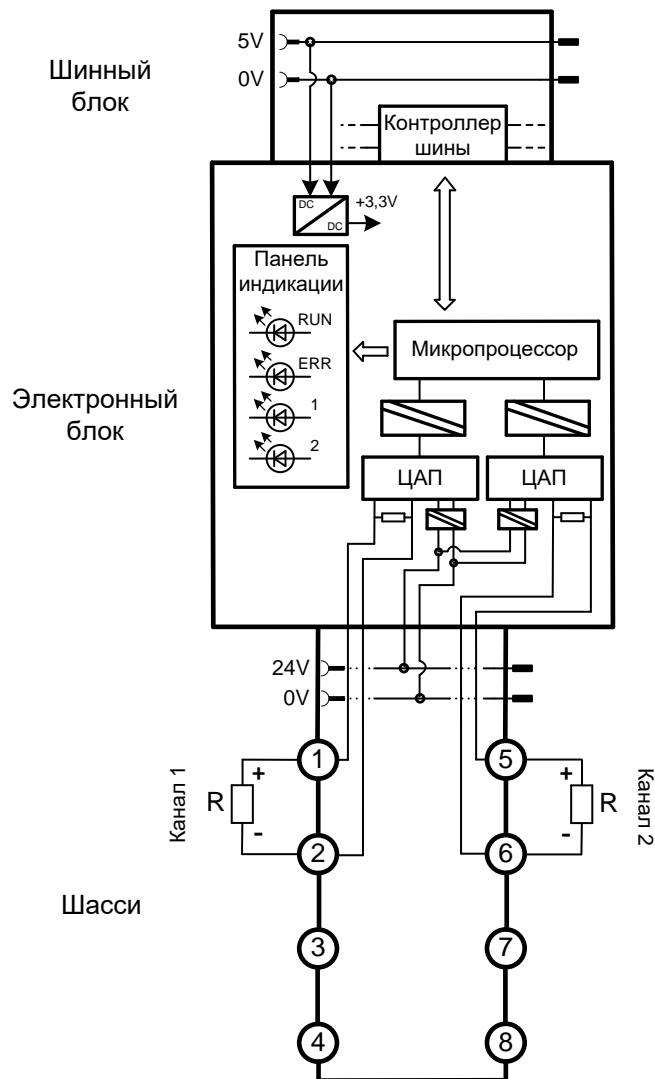 5V
0V
Шинный
блок
Контроллер
шины
DC
DC
+3,3V
Панель
индикации
RUN
ERR
1
2
Микропроцессор
Электронный
блок
ЦАП
ЦАП
24V
0V
1
5
Канал 1
R
+
-
+
-
R
Канал 2
2
6
Шасси
3
7
4
8